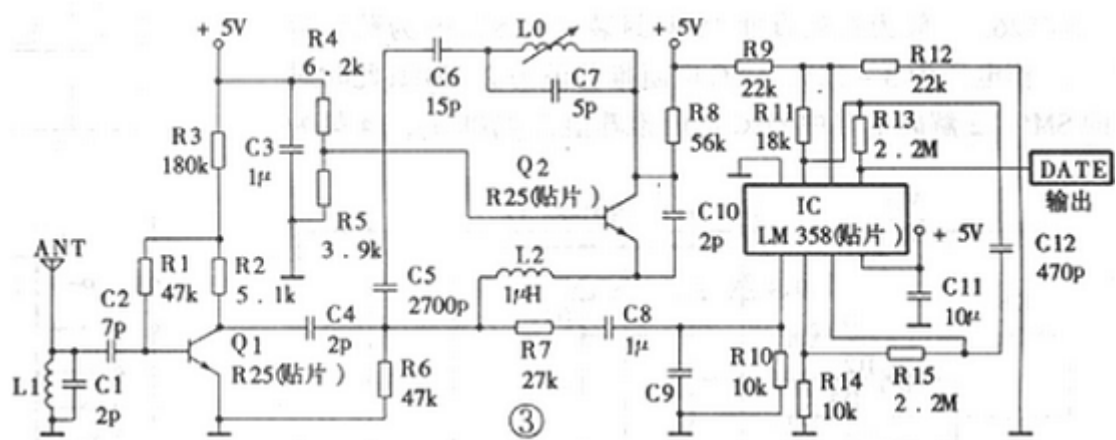 + 5V
R4
6.2k
L0
C6
15p
C7
5p
+ 5V
R9
22k
R12
22k
R3
180k
C3
1μ
R8
56k
R11
18k
R13
2.2M
DATE
输出
Q2
R25(贴片)
R5
3.9k
C10
2p
IC
LM 358(贴片)
+ 5V
ANT
R1
47k
R2
5.1k
L2
1μH
C12
470p
C2
7p
C5
2700p
C11
10μ
C4
2p
C8
1μ
Q1
R25(贴片)
R7
27k
R10
10k
R15
2.2M
L1
C1
2p
R6
47k
C9
R14
10k
③